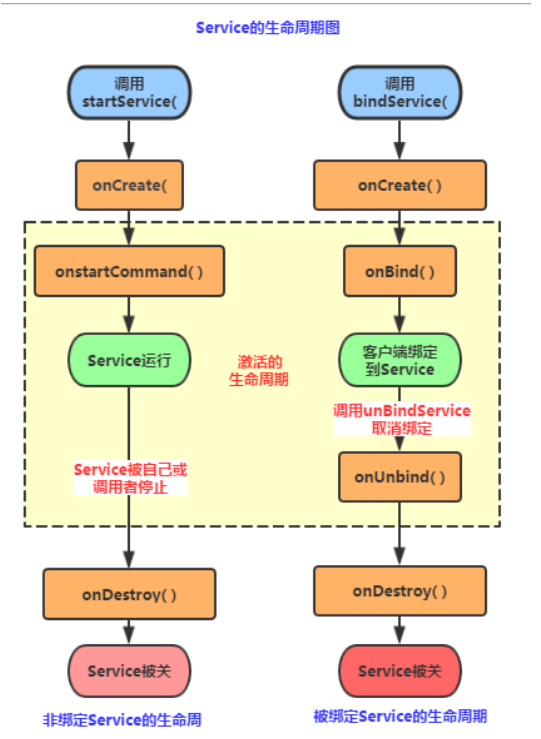 Service的生命周期图
调用
startService(
onCreate(
onstartCommand( )
Service运行
Service被自己或
调用者停止
onDestroy( )
Service被关
非绑定Service的生命周
激活的
生命周期
调用
bindService(
onCreate( )
onBind( )
客户端绑定
到Service
调用unBindService
取消绑定
onUnbind( )
onDestroy( )
Service被关
被绑定Service的生命周期